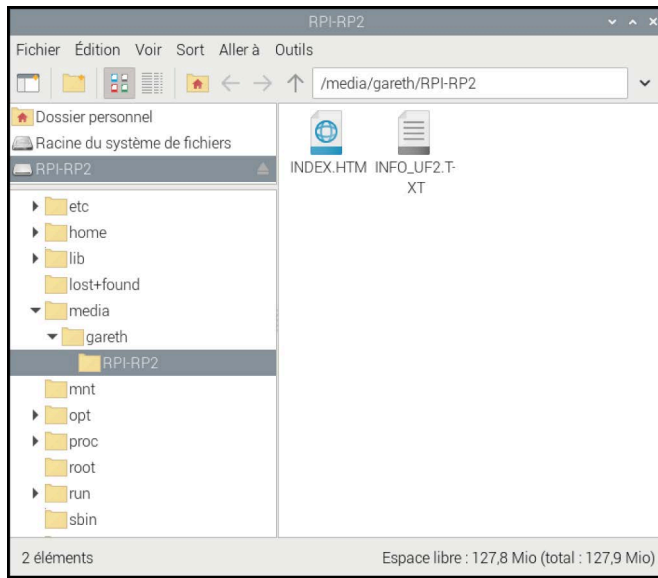 RPI-RP2
Fichier Édition Voir Sort Aller à Outils
/media/gareth/RPI-RP2
Dossier personnel
Racine du système de fichiers
RPI-RP2
etc
home
lib
lost+found
media
gareth
RPI-RP2
mnt
opt
proc
root
run
sbin
INDEX.HTM INFO_UF2.T-
XT
2 éléments
Espace libre : 127,8 Mio (total : 127,9 Mio)